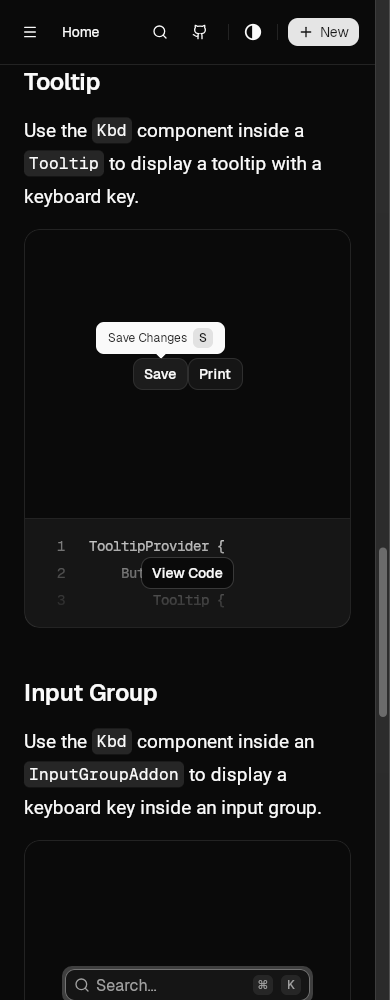 Home
New
Tooltip
Use the Kbd component inside a
Tooltip to display a tooltip with a
keyboard key.
Save Changes S
Save Print
1 TooltipProvider {
2 But
View Code
3 Tooltip {
Input Group
Use the Kbd component inside an
InputGroupAddon to display a
keyboard key inside an input group.
Search... ⌘ K